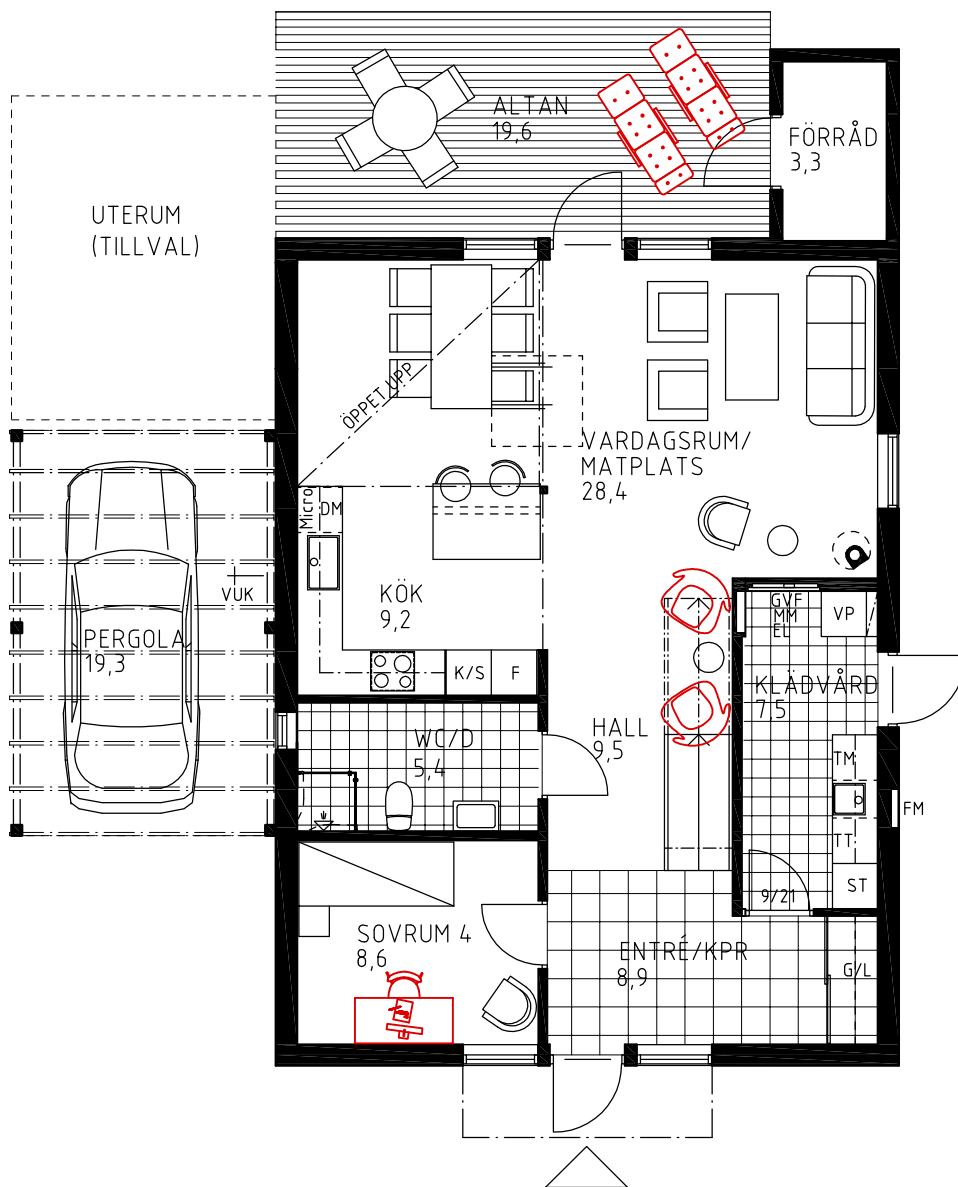 ALTAN
19,6
FÖRRÅD
3,3
UTERUM
(TILLVAL)
ÖPPET UPP
VARDAGSRUM/
MATPLATS
28,4
Micro
DM
KÖK
9,2
VUK
PERGOLA
19,3
K/S
F
GVF
MM
EL
VP
KLÄDVÅRD
7,5
HALL
9,5
WC/D
5,4
TM
FM
TT
ST
9/21
SOVRUM 4
8,6
ENTRÉ/KPR
8,9
G/L